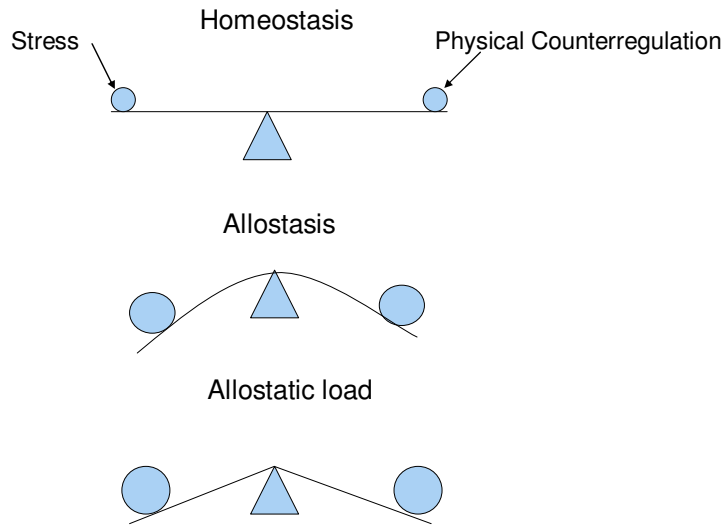 Homeostasis
Stress
Physical Counterregulation
Allostasis
Allostatic load